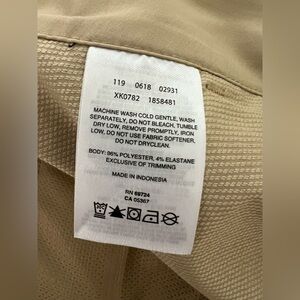 119 0618 02931
XK0782 1858481
MACHINE WASH COLD GENTLE, WASH
SEPARATELY, DO NOT BLEACH, TUMBLE
DRY LOW, REMOVE PROMPTLY, IRON
LOW, DO NOT USE FABRIC SOFTENER.
DO NOT DRYCLEAN.
BODY: 96% POLYESTER, 4% ELASTANE
EXCLUSIVE OF TRIMMING
MADE IN INDONESIA
RN 69724
CA 05367